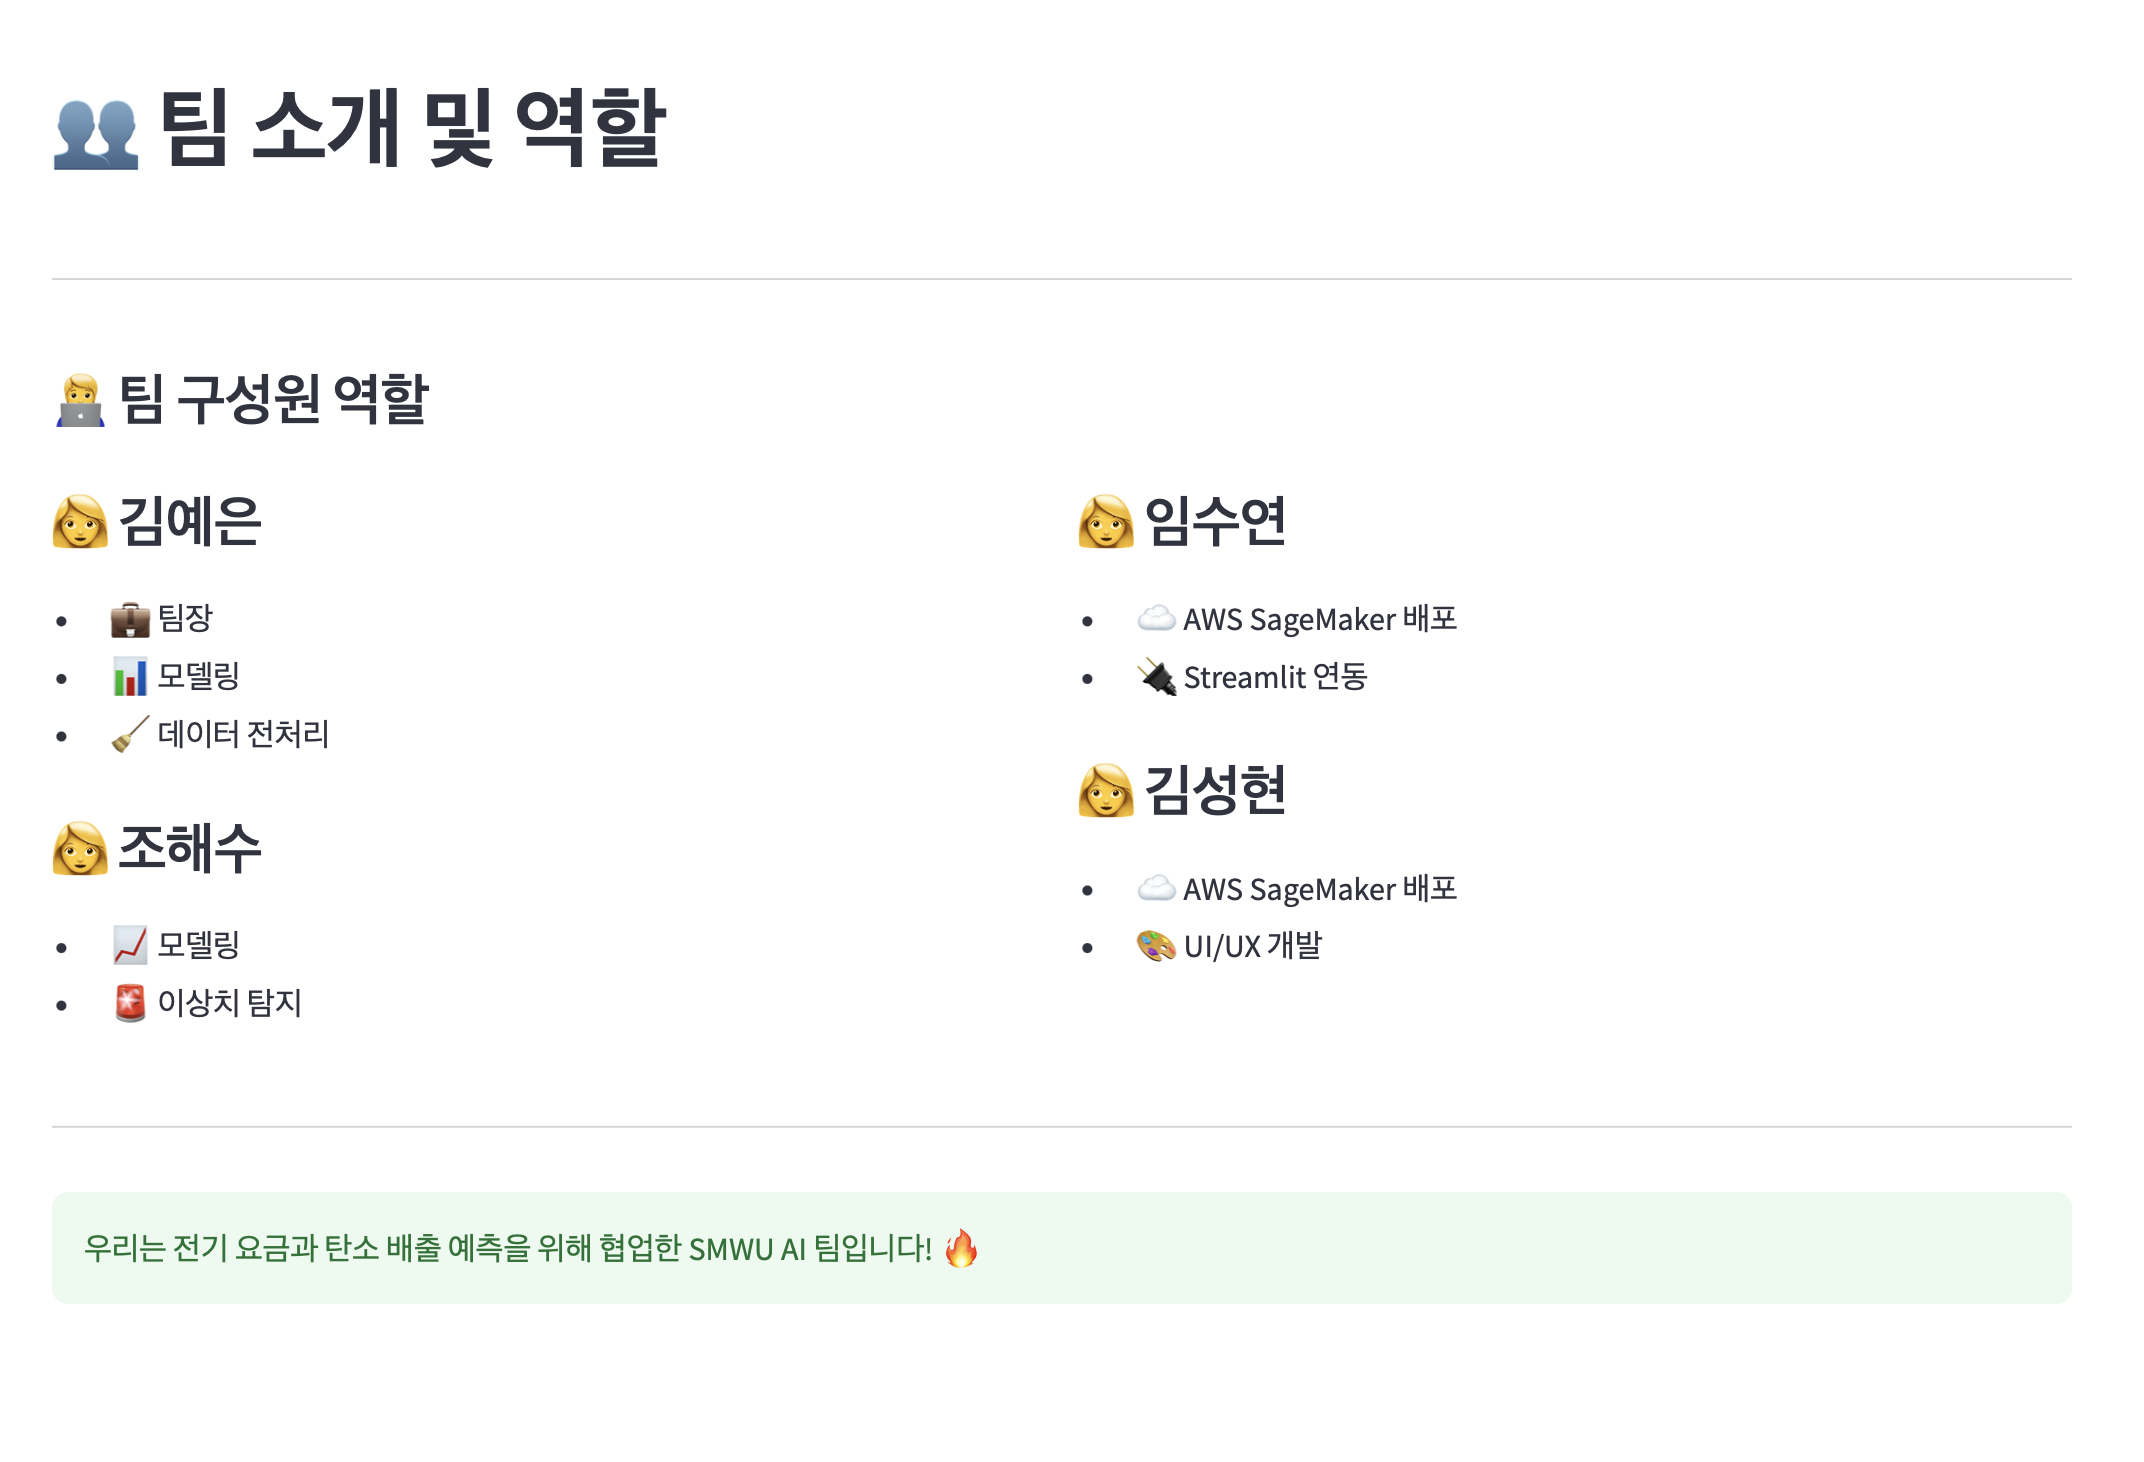 👥 팀 소개 및 역할
🧑‍💻 팀 구성원 역할
👩 김예은
• 💼 팀장
• 📊 모델링
• 🧹 데이터 전처리
👩 조해수
• 📈 모델링
• 🚨 이상치 탐지
👩 임수연
• ☁️ AWS SageMaker 배포
• 🔌 Streamlit 연동
👩 김성현
• ☁️ AWS SageMaker 배포
• 🎨 UI/UX 개발
우리는 전기 요금과 탄소 배출 예측을 위해 협업한 SMWU AI 팀입니다! 🔥